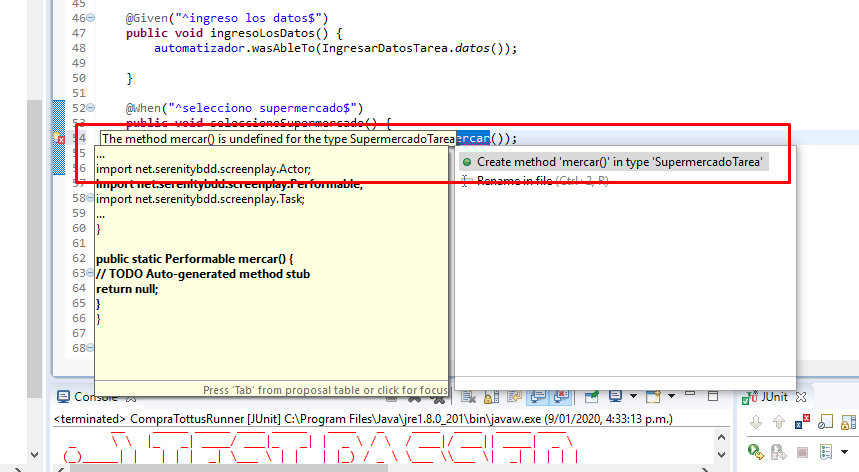 45
46 @Given("^ingreso los datos$")
47 public void ingresoLosDatos() {
48 automatizador.wasAbleTo(IngresarDatosTarea.datos());
49
50 }
51
52 @When("^selecciono supermercado$")
53 public void seleccionoSupermercado() {
54 The method mercar() is undefined for the type SupermercadoTarea ercar());
55 ... Create method 'mercar()' in type 'SupermercadoTarea'
56 import net.serenitybdd.screenplay.Actor;
57 import net.serenitybdd.screenplay.Performable; Rename in file (Ctrl+2, R)
58 import net.serenitybdd.screenplay.Task;
59 ...
60 }
61
62 public static Performable mercar() {
63 // TODO Auto-generated method stub
64 return null;
65 }
66 }
67
68
Press 'Tab' from proposal table or click for focus
Console JUnit
<terminated> CompraTottusRunner [JUnit] C:\Program Files\Java\jre1.8.0_201\bin\javaw.exe (9/01/2020, 4:33:13 p.m.)